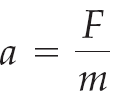 a = F/m